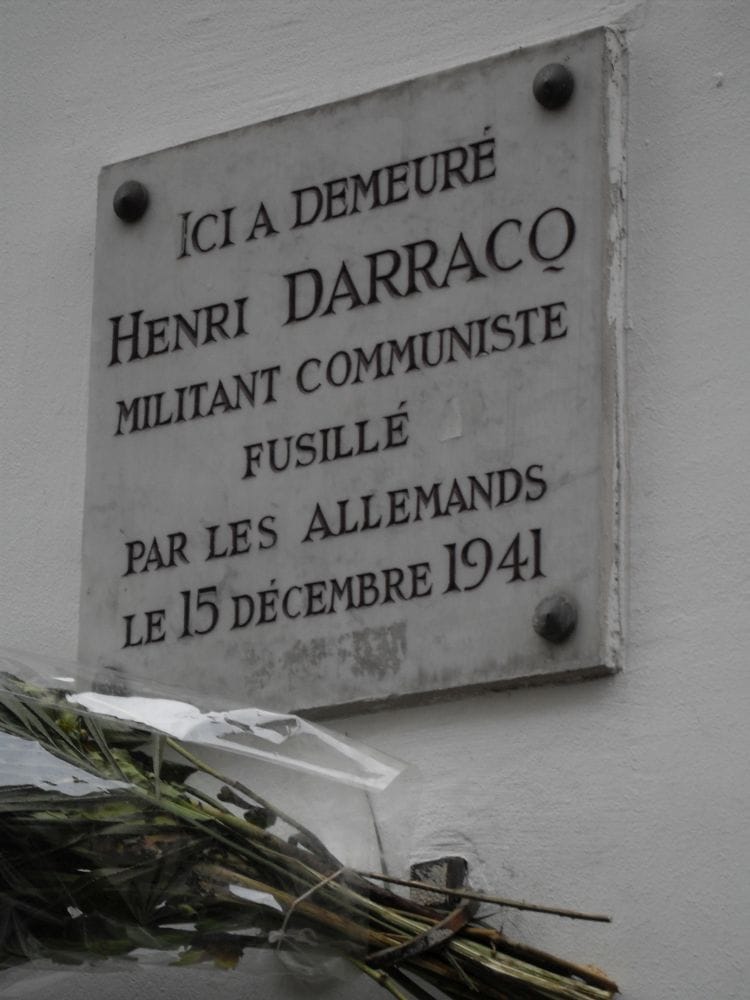 ICI A DEMEURÉ
HENRI DARRACQ
MILITANT COMMUNISTE
FUSILLÉ
PAR LES ALLEMANDS
LE 15 DÉCEMBRE 1941